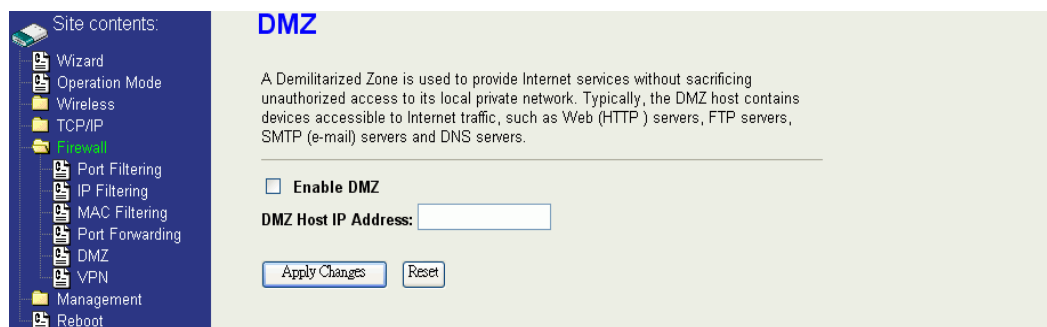 Site contents:
Wizard
Operation Mode
Wireless
TCP/IP
Firewall
Port Filtering
IP Filtering
MAC Filtering
Port Forwarding
DMZ
VPN
Management
Reboot
DMZ
A Demilitarized Zone is used to provide Internet services without sacrificing
unauthorized access to its local private network. Typically, the DMZ host contains
devices accessible to Internet traffic, such as Web (HTTP ) servers, FTP servers,
SMTP (e-mail) servers and DNS servers.
Enable DMZ
DMZ Host IP Address:
Apply Changes Reset